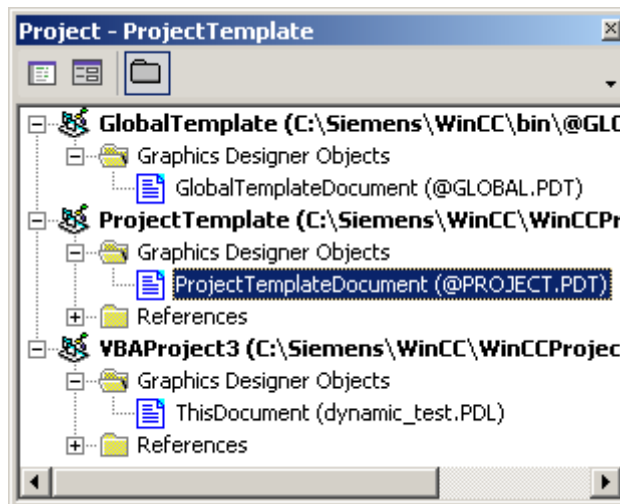 Project - ProjectTemplate
GlobalTemplate (C:\Siemens\WinCC\bin\@GLO
Graphics Designer Objects
GlobalTemplateDocument (@GLOBAL.PDT)
ProjectTemplate (C:\Siemens\WinCC\WinCCPr
Graphics Designer Objects
ProjectTemplateDocument (@PROJECT.PDT)
References
VBAProject3 (C:\Siemens\WinCC\WinCCProjec
Graphics Designer Objects
ThisDocument (dynamic_test.PDL)
References